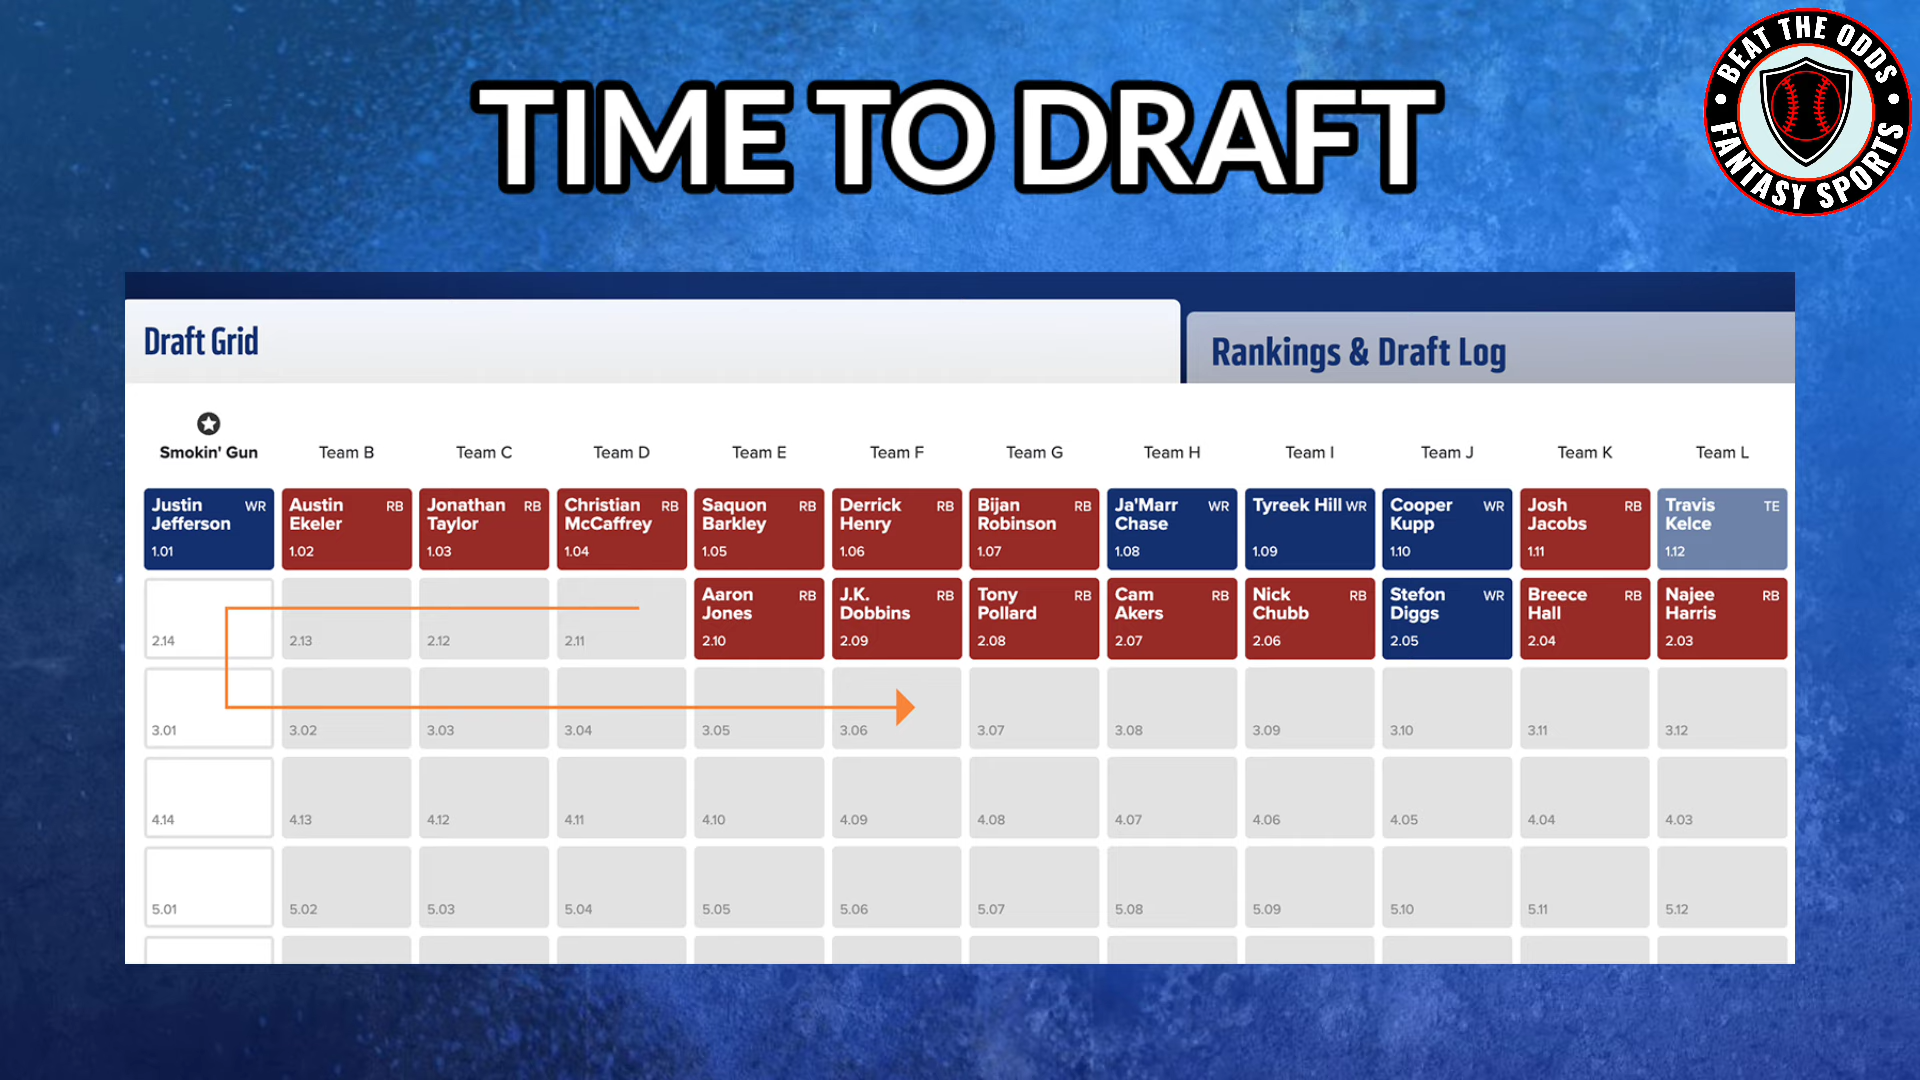 TIME TO DRAFT
BEAT THE ODDS
FANTASY SPORTS
Draft Grid
Rankings & Draft Log
Smokin' Gun Team B Team C Team D Team E Team F Team G Team H Team I Team J Team K Team L
Justin Jefferson WR 1.01
Austin Ekeler RB 1.02
Jonathan Taylor RB 1.03
Christian McCaffrey RB 1.04
Saquon Barkley RB 1.05
Derrick Henry RB 1.06
Bijan Robinson RB 1.07
Ja'Marr Chase WR 1.08
Tyreek Hill WR 1.09
Cooper Kupp WR 1.10
Josh Jacobs RB 1.11
Travis Kelce TE 1.12
2.14 2.13 2.12 2.11
Aaron Jones RB 2.10
J.K. Dobbins RB 2.09
Tony Pollard RB 2.08
Cam Akers RB 2.07
Nick Chubb RB 2.06
Stefon Diggs WR 2.05
Breece Hall RB 2.04
Najee Harris RB 2.03
3.01 3.02 3.03 3.04 3.05 3.06 3.07 3.08 3.09 3.10 3.11 3.12
4.14 4.13 4.12 4.11 4.10 4.09 4.08 4.07 4.06 4.05 4.04 4.03
5.01 5.02 5.03 5.04 5.05 5.06 5.07 5.08 5.09 5.10 5.11 5.12